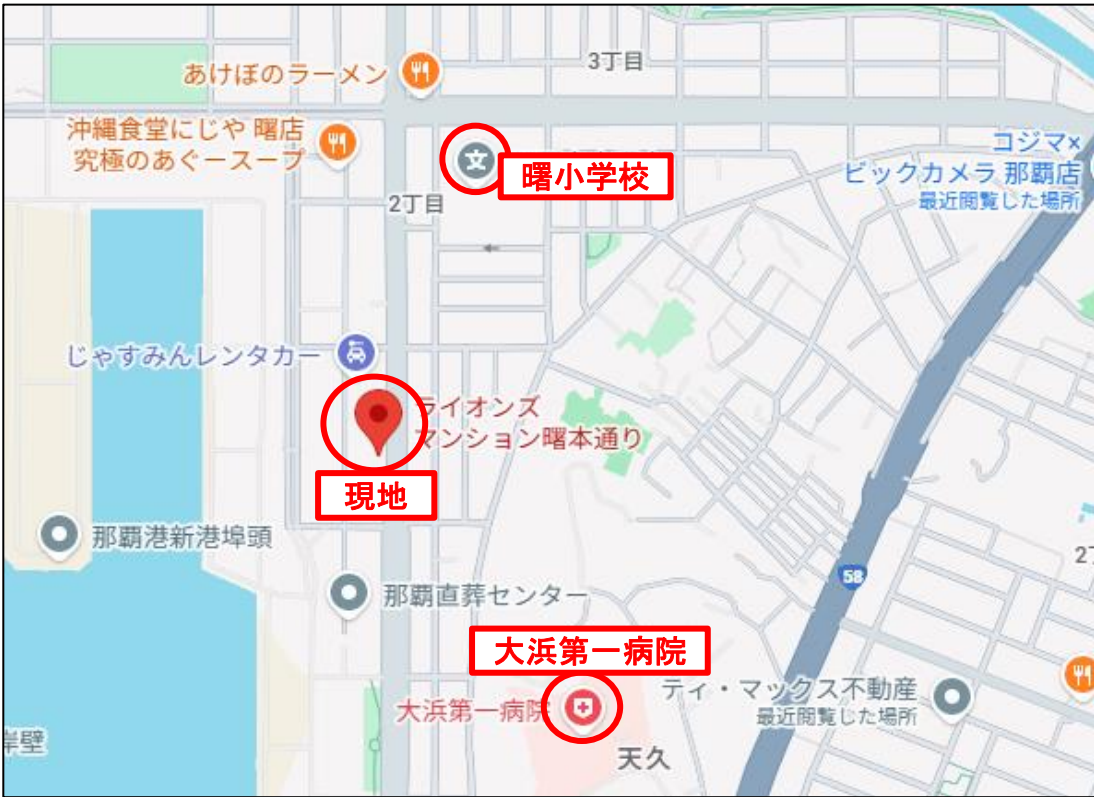 3丁目
あけぼのラーメン
沖縄食堂にじや 曙店
究極のあぐースープ
曙小学校
コジマ×
ビックカメラ 那覇店
最近閲覧した場所
2丁目
じゃすみんレンタカー
ライオンズ
マンション曙本通り
現地
那覇港新港埠頭
58
那覇直葬センター
大浜第一病院
大浜第一病院
ティ・マックス不動産
最近閲覧した場所
岸壁
天久